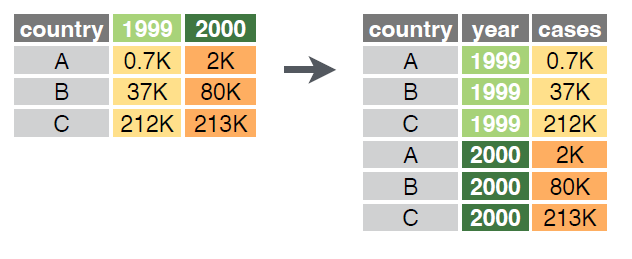 country 1999 2000
A 0.7K 2K
B 37K 80K
C 212K 213K
country year cases
A 1999 0.7K
B 1999 37K
C 1999 212K
A 2000 2K
B 2000 80K
C 2000 213K